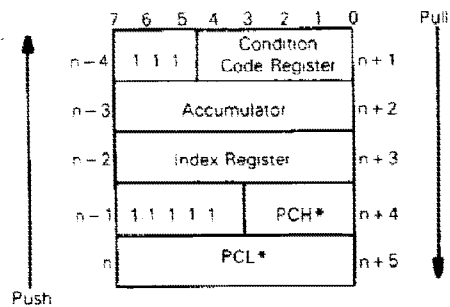 7 6 5 4 3 2 1 0 Pull
n-4 1 1 1 Condition Code Register n+1
n-3 Accumulator n+2
n-2 Index Register n+3
n-1 1 1 1 1 1 PCH* n+4
n PCL* n+5
Push